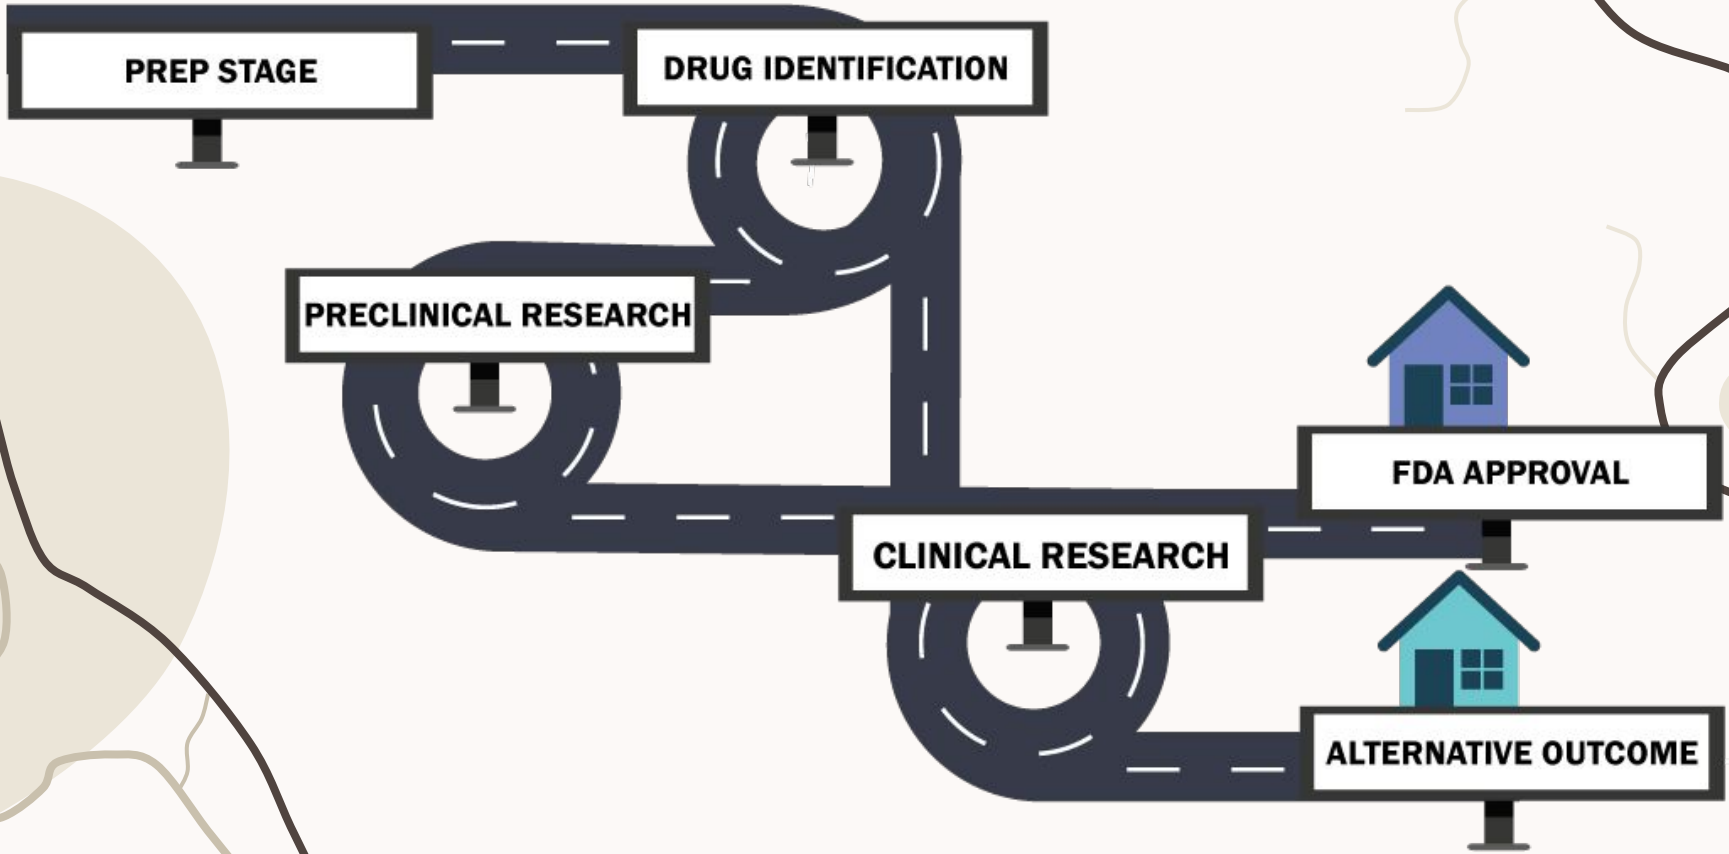 PREP STAGE
DRUG IDENTIFICATION
PRECLINICAL RESEARCH
FDA APPROVAL
CLINICAL RESEARCH
ALTERNATIVE OUTCOME